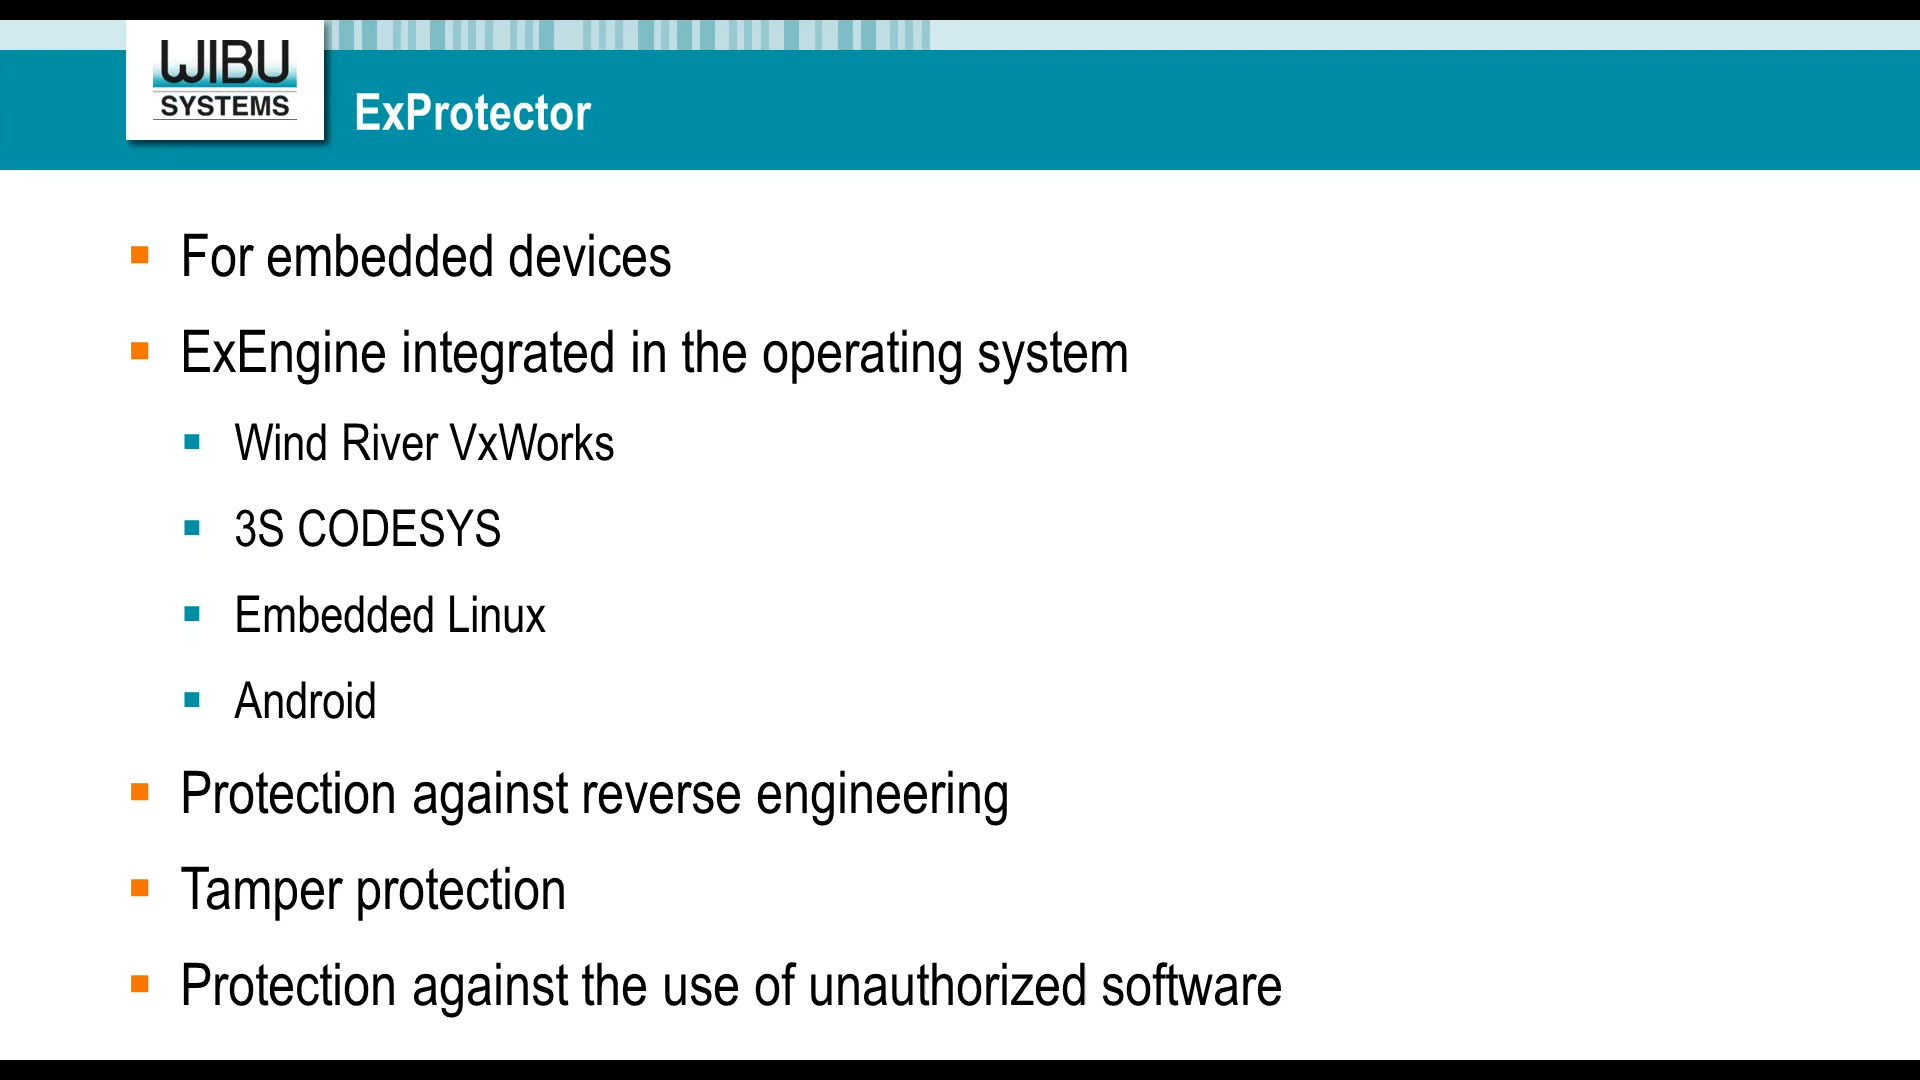 WIBU
SYSTEMS
ExProtector
For embedded devices
ExEngine integrated in the operating system
Wind River VxWorks
3S CODESYS
Embedded Linux
Android
Protection against reverse engineering
Tamper protection
Protection against the use of unauthorized software